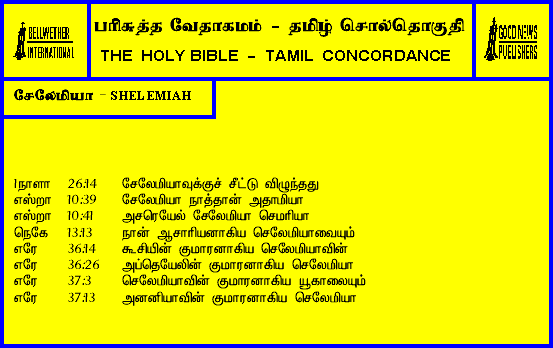 BELLWETHER INTERNATIONAL
பரிசுத்த வேதாகமம் - தமிழ் சொல்தொகுதி
THE HOLY BIBLE - TAMIL CONCORDANCE
GOOD NEWS PUBLISHERS
சேலேமியா - SHELEMIAH
1நாளா 26:14 சேலேமியாவுக்குச் சீட்டு விழுந்தது
எஸ்றா 10:39 சேலேமியா நாத்தான் அதாமியா
எஸ்றா 10:41 அசரெயேல் சேலேமியா செமரியா
நெகே 13:13 நான் ஆசாரியனாகிய செலேமியாவையும்
எரே 36:14 கூசியின் குமாரனாகிய செலேமியாவின்
எரே 36:26 அப்தெயேலின் குமாரனாகிய செலேமியா
எரே 37:3 செலேமியாவின் குமாரனாகிய யூகாலையும்
எரே 37:13 அனனியாவின் குமாரனாகிய செலேமியா